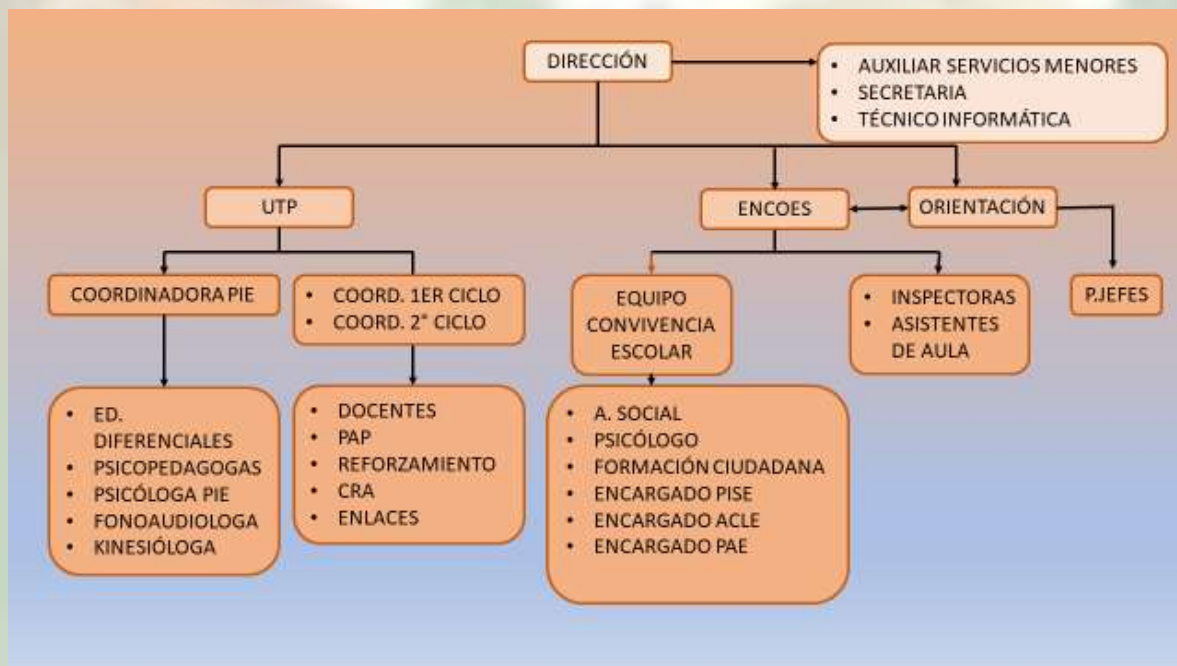 DIRECCIÓN
• AUXILIAR SERVICIOS MENORES
• SECRETARIA
• TÉCNICO INFORMÁTICA
UTP
ENCOES
ORIENTACIÓN
COORDINADORA PIE
• COORD. 1ER CICLO
• COORD. 2° CICLO
EQUIPO
CONVIVENCIA
ESCOLAR
• INSPECTORAS
• ASISTENTES
DE AULA
P.JEFES
• ED.
DIFERENCIALES
• PSICOPEDAGOGAS
• PSICÓLOGA PIE
• FONOAUDIOLOGA
• KINESIÓLOGA
• DOCENTES
• PAP
• REFORZAMIENTO
• CRA
• ENLACES
• A. SOCIAL
• PSICÓLOGO
• FORMACIÓN CIUDADANA
• ENCARGADO PISE
• ENCARGADO ACLE
• ENCARGADO PAE